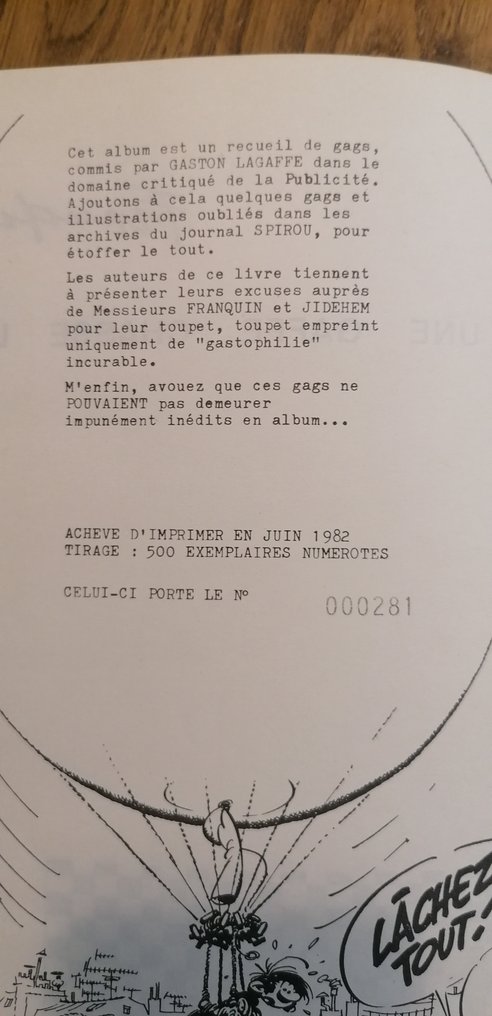 Cet album est un recueil de gags,
commis par GASTON LAGAFFE dans le
domaine critiqué de la Publicité.
Ajoutons à cela quelques gags et
illustrations oubliés dans les
archives du journal SPIROU, pour
étoffer le tout.
Les auteurs de ce livre tiennent
à présenter leurs excuses auprès
de Messieurs FRANQUIN et JIDEHEM
pour leur toupet, toupet empreint
uniquement de "gastophilie"
incurable.
M'enfin, avouez que ces gags ne
POUVAIENT pas demeurer
impunément inédits en album...
ACHEVE D'IMPRIMER EN JUIN 1982
TIRAGE : 500 EXEMPLAIRES NUMEROTES
CELUI-CI PORTE LE N° 000281
LÂCHEZ
TOUT!